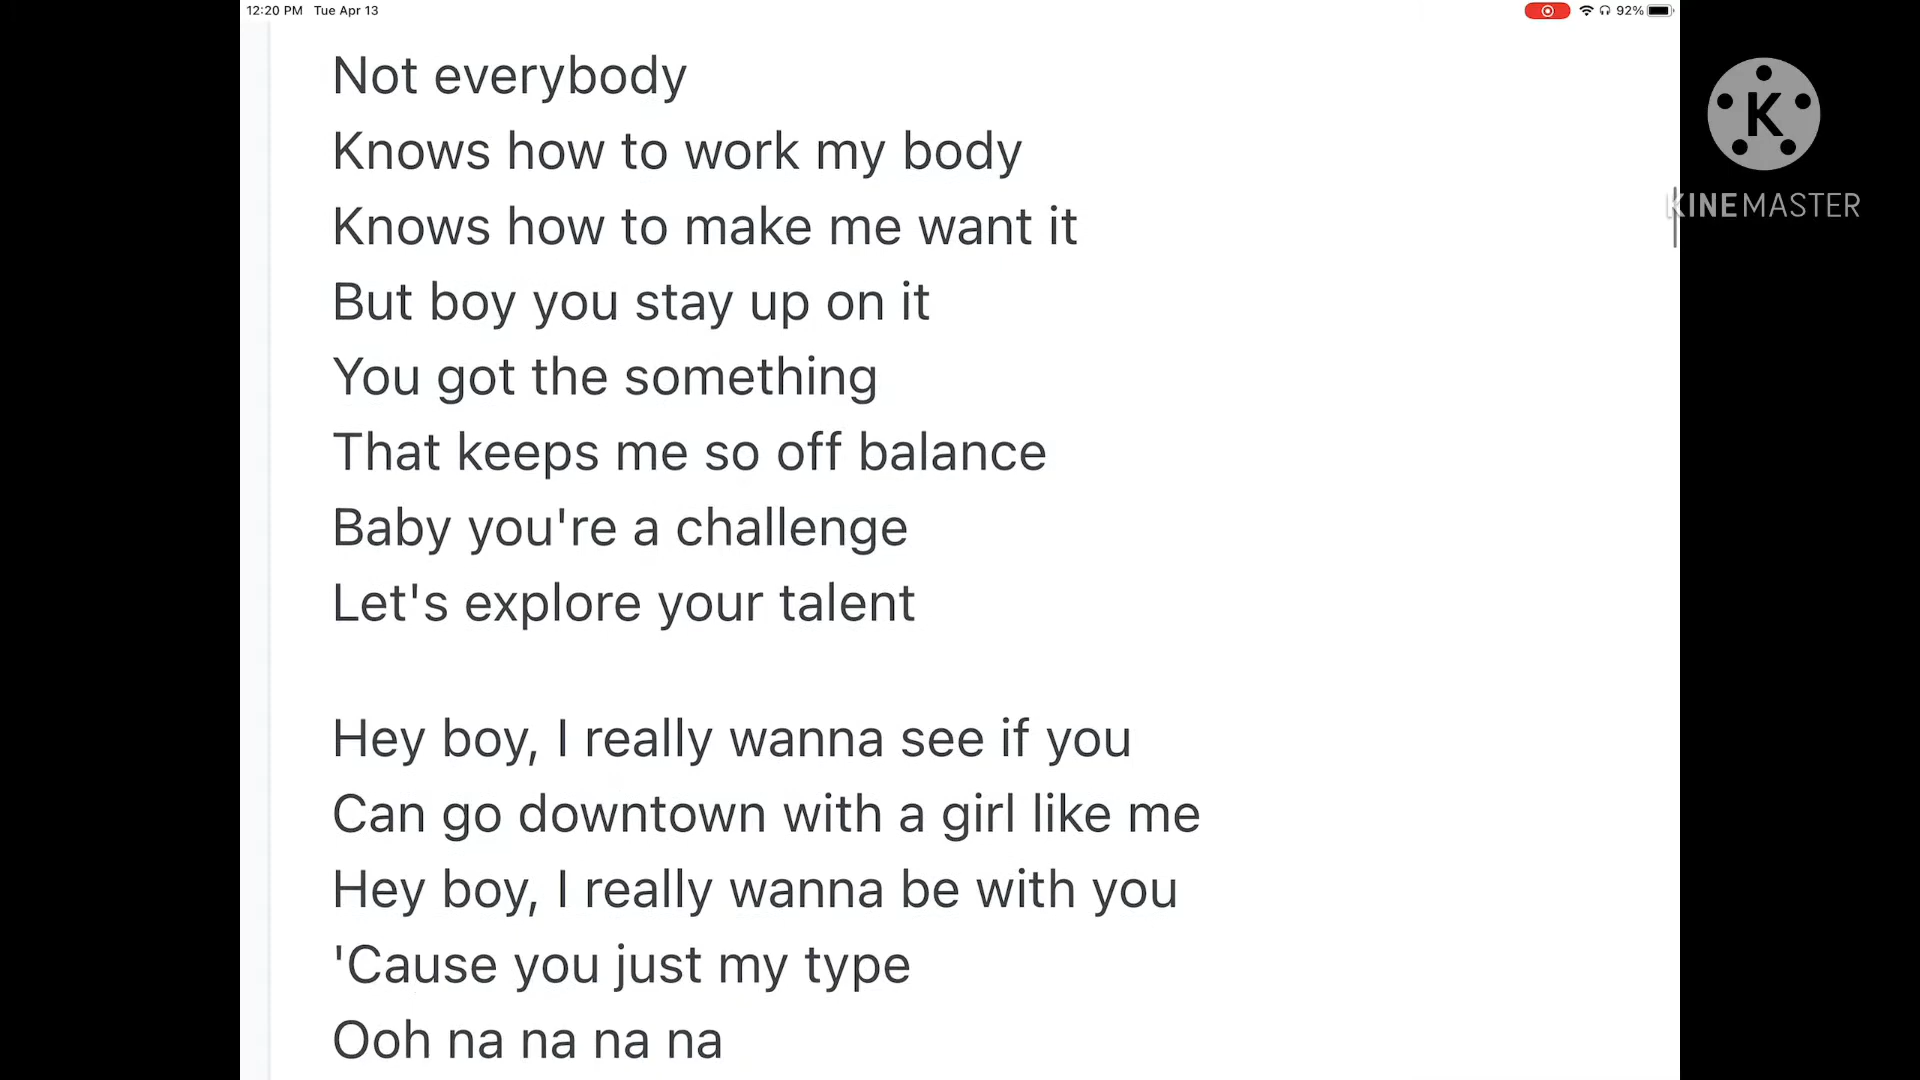 12:20 PM Tue Apr 13 92%
Not everybody
Knows how to work my body
Knows how to make me want it
But boy you stay up on it
You got the something
That keeps me so off balance
Baby you're a challenge
Let's explore your talent
Hey boy, I really wanna see if you
Can go downtown with a girl like me
Hey boy, I really wanna be with you
'Cause you just my type
Ooh na na na na
K
KINEMASTER